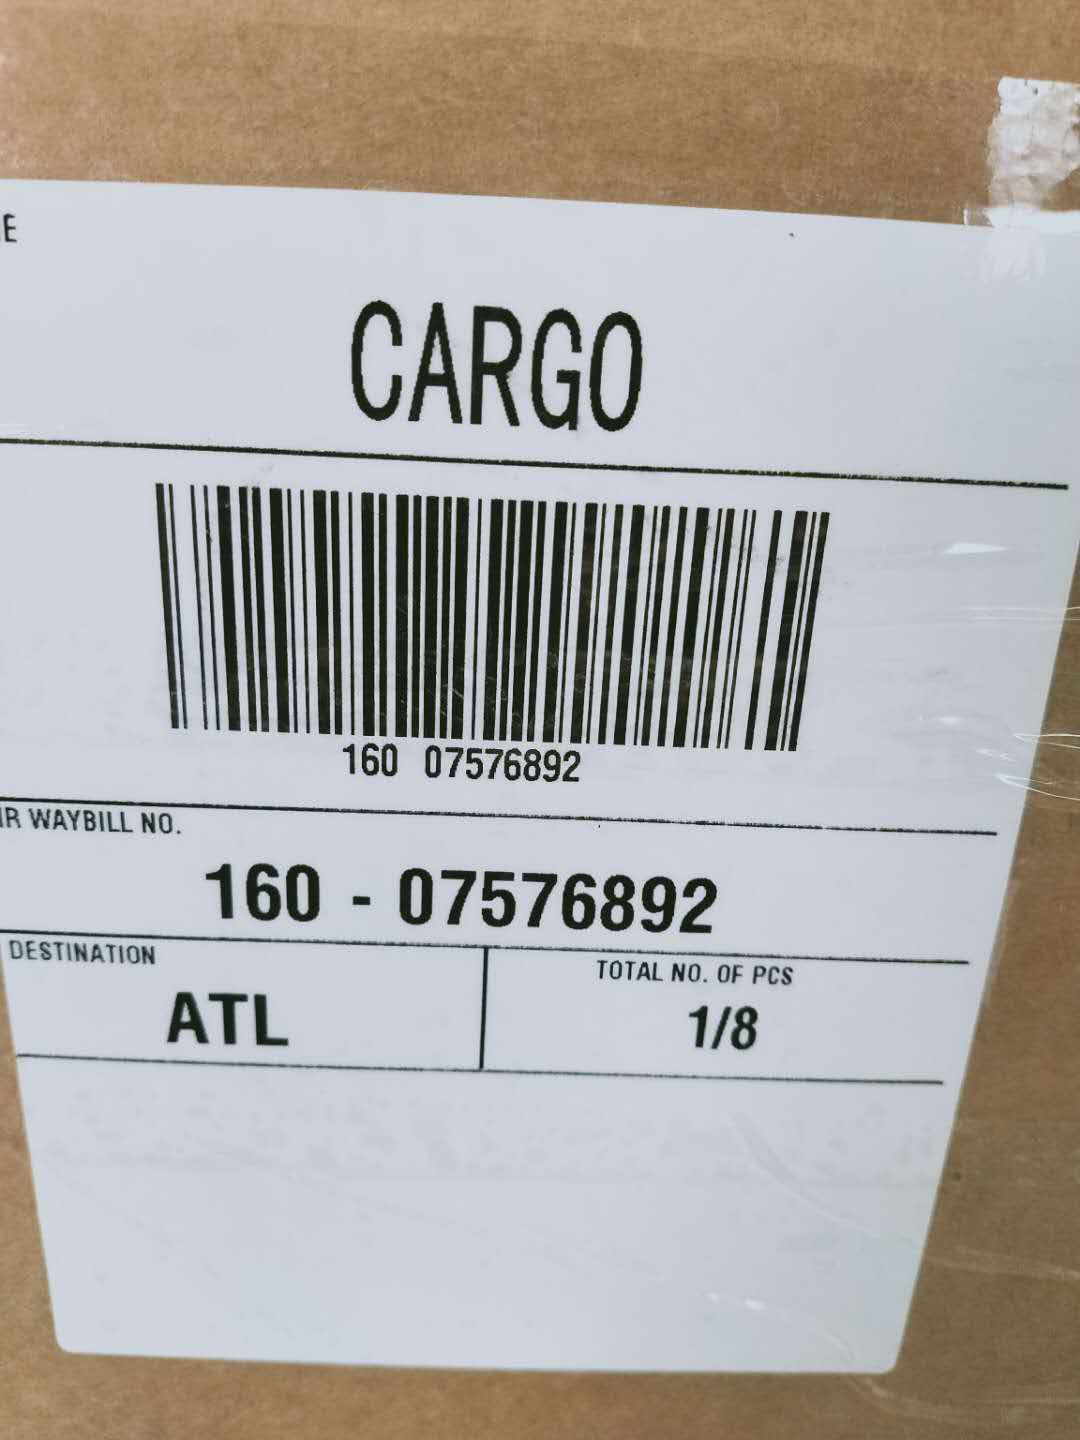 E
CARGO
160 07576892
IR WAYBILL NO.
160 - 07576892
DESTINATION
TOTAL NO. OF PCS
ATL
1/8